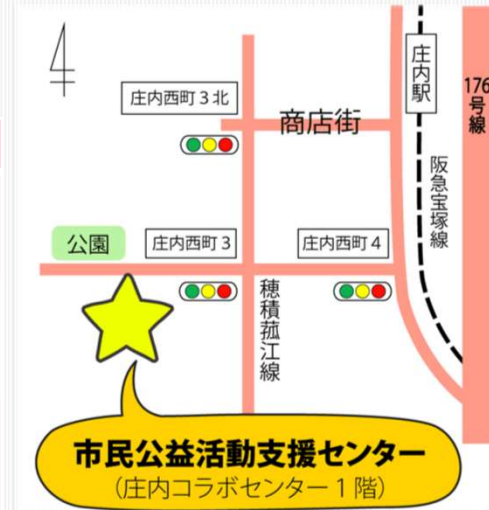 庄内駅
176号線
庄内西町3北
商店街
阪急宝塚線
公園
庄内西町3
庄内西町4
穂積菰江線
市民公益活動支援センター
(庄内コラボセンター1階)